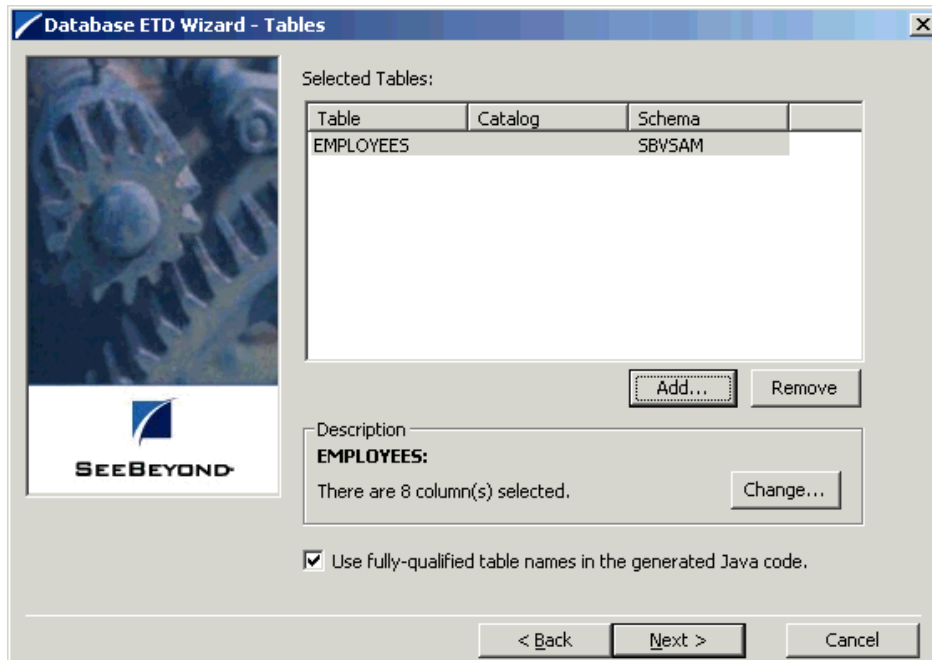 Database ETD Wizard - Tables
Selected Tables:
Table Catalog Schema
EMPLOYEES SBVSAM
Add... Remove
SEEBEYOND
Description
EMPLOYEES:
There are 8 column(s) selected.
Change...
Use fully-qualified table names in the generated Java code.
< Back Next > Cancel